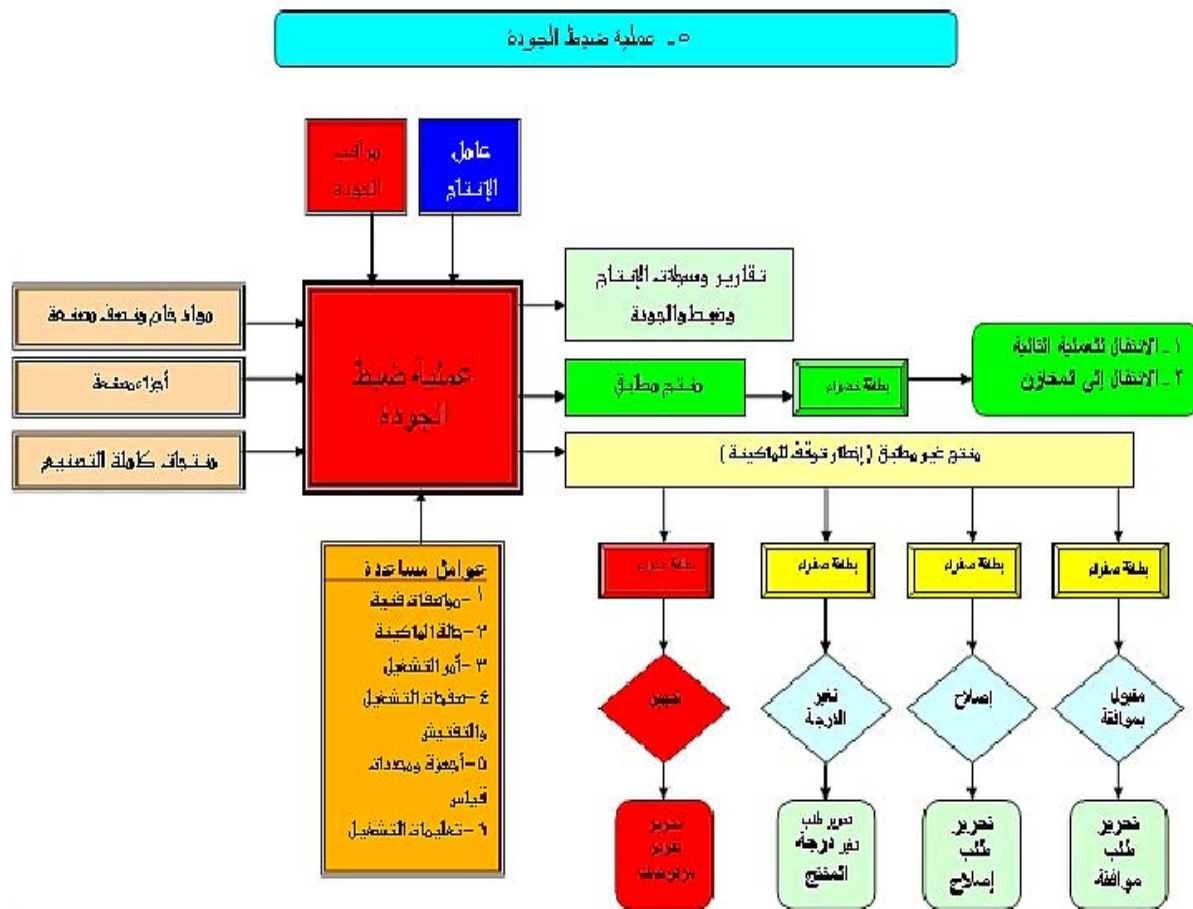 ٥- عملية ضبط الجودة
مراقب
الجودة
عامل
الإنتاج
تقارير وسجلات الإنتاج
وضبط والجودة
مواد خام ونصف مصنعة
أجزاء مصنعة
منتجات كاملة التصنيع
عملية ضبط
الجودة
منتج مطابق
بطاقة خضراء
١- الانتقال للعملية التالية
٢- الانتقال إلى المخازن
منتج غير مطابق (إخطار توقف للماكينة)
عوامل مساعدة
١-مواصفات فنية
٢-حالة الماكينة
٣-أمر التشغيل
٤-صفحات التشغيل
والتفتيش
٥-أجهزة ومعدات
قياس
٦-تعليمات التشغيل
بطاقة حمراء
بطاقة صفراء
بطاقة صفراء
بطاقة صفراء
تغير
الدرجة
إصلاح
مقبول
بموافقة
تحرير
تقرير
تحرير طلب
تغير درجة
المنتج
تحرير
طلب
إصلاح
تحرير
طلب
موافقة